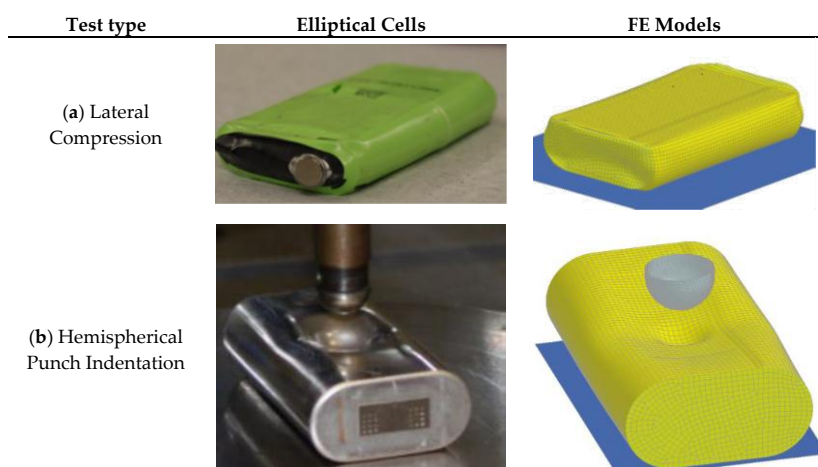 Test type
Elliptical Cells
FE Models
(a) Lateral
Compression
(b) Hemispherical
Punch Indentation